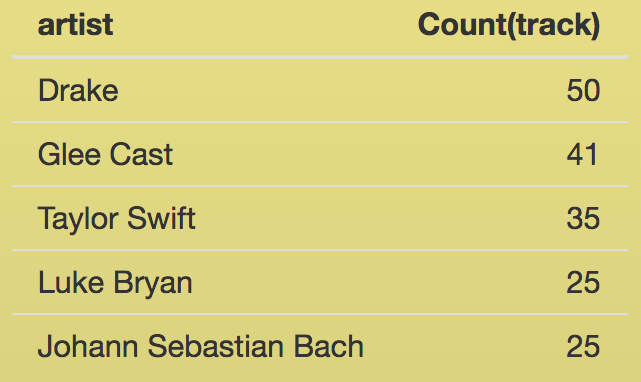 artist Count(track)
Drake 50
Glee Cast 41
Taylor Swift 35
Luke Bryan 25
Johann Sebastian Bach 25